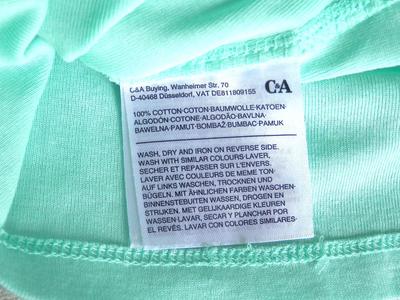 C&A Buying, Wanheimer Str. 70
D-40468 Düsseldorf, VAT DE811809155
C&A
100% COTTON-COTON-BAUMWOLLE-KATOEN-
ALGODÓN-COTONE-ALGODÃO-BAVLNA-
BAWEŁNA-PAMUT-BOMBAŽ-BUMBAC-PAMUK
WASH, DRY AND IRON ON REVERSE SIDE.
WASH WITH SIMILAR COLOURS-LAVER,
SECHER ET REPASSER SUR L'ENVERS.
LAVER AVEC COULEURS DE MEME TON-
AUF LINKS WASCHEN, TROCKNEN UND
BÜGELN. MIT ÄHNLICHEN FARBEN WASCHEN-
BINNENSTEBUITEN WASSEN, DROGEN EN
STRIJKEN. MET GELIJKAARDIGE KLEUREN
WASSEN-LAVAR, SECAR Y PLANCHAR POR
EL REVÉS. LAVAR CON COLORES SIMILARES-